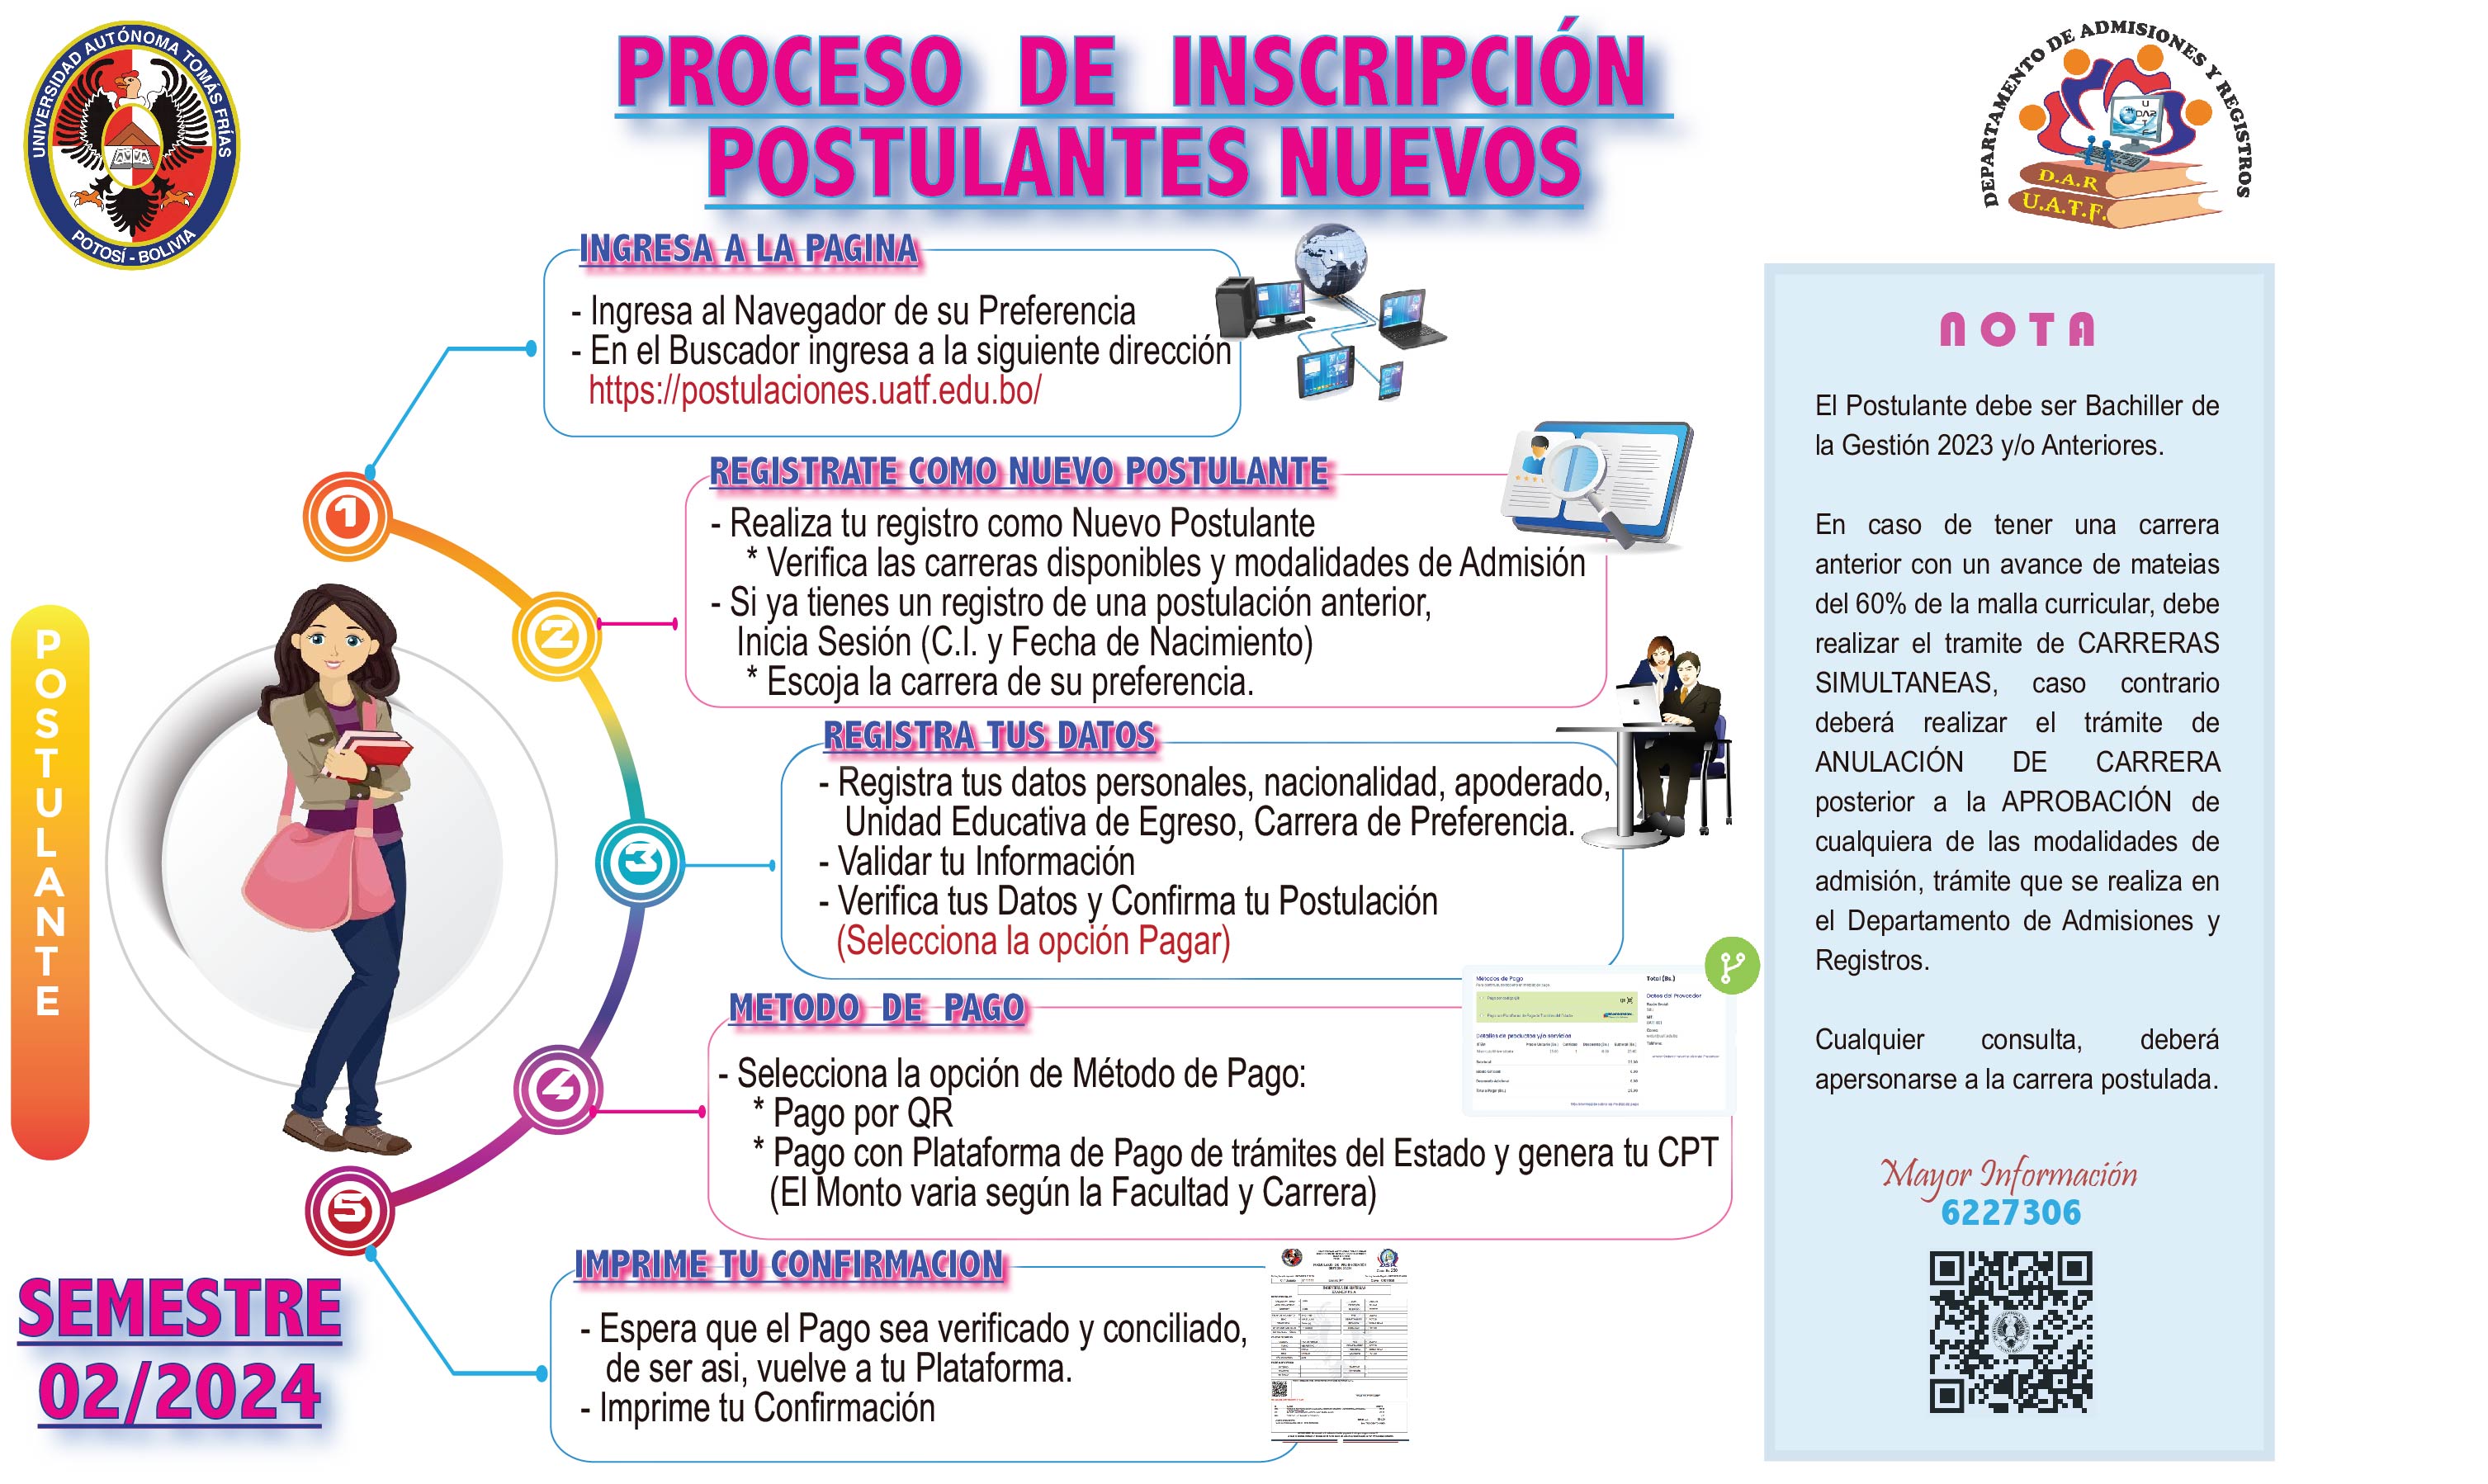 UNIVERSIDAD AUTÓNOMA TOMÁS FRÍAS
POTOSÍ - BOLIVIA
PROCESO DE INSCRIPCIÓN
POSTULANTES NUEVOS
DEPARTAMENTO DE ADMISIONES Y REGISTROS
D.A.R
U.A.T.F.
INGRESA A LA PAGINA
- Ingresa al Navegador de su Preferencia
- En el Buscador ingresa a la siguiente dirección
https://postulaciones.uatf.edu.bo/
1
REGISTRATE COMO NUEVO POSTULANTE
- Realiza tu registro como Nuevo Postulante
* Verifica las carreras disponibles y modalidades de Admisión
- Si ya tienes un registro de una postulación anterior,
Inicia Sesión (C.I. y Fecha de Nacimiento)
* Escoja la carrera de su preferencia.
2
POSTULANTE
REGISTRA TUS DATOS
- Registra tus datos personales, nacionalidad, apoderado,
Unidad Educativa de Egreso, Carrera de Preferencia.
- Validar tu Información
- Verifica tus Datos y Confirma tu Postulación
(Selecciona la opción Pagar)
3
METODO DE PAGO
- Selecciona la opción de Método de Pago:
* Pago por QR
* Pago con Plataforma de Pago de trámites del Estado y genera tu CPT
(El Monto varia según la Facultad y Carrera)
4
Metodos de Pago
Total (Bs.)
Datos del Proveedor
Detalles de productos y/o servicios
5
IMPRIME TU CONFIRMACION
- Espera que el Pago sea verificado y conciliado,
de ser asi, vuelve a tu Plataforma.
- Imprime tu Confirmación
SEMESTRE
02/2024
NOTA
El Postulante debe ser Bachiller de
la Gestión 2023 y/o Anteriores.
En caso de tener una carrera
anterior con un avance de mateias
del 60% de la malla curricular, debe
realizar el tramite de CARRERAS
SIMULTANEAS, caso contrario
deberá realizar el trámite de
ANULACIÓN DE CARRERA
posterior a la APROBACIÓN de
cualquiera de las modalidades de
admisión, trámite que se realiza en
el Departamento de Admisiones y
Registros.
Cualquier consulta, deberá
apersonarse a la carrera postulada.
Mayor Información
6227306